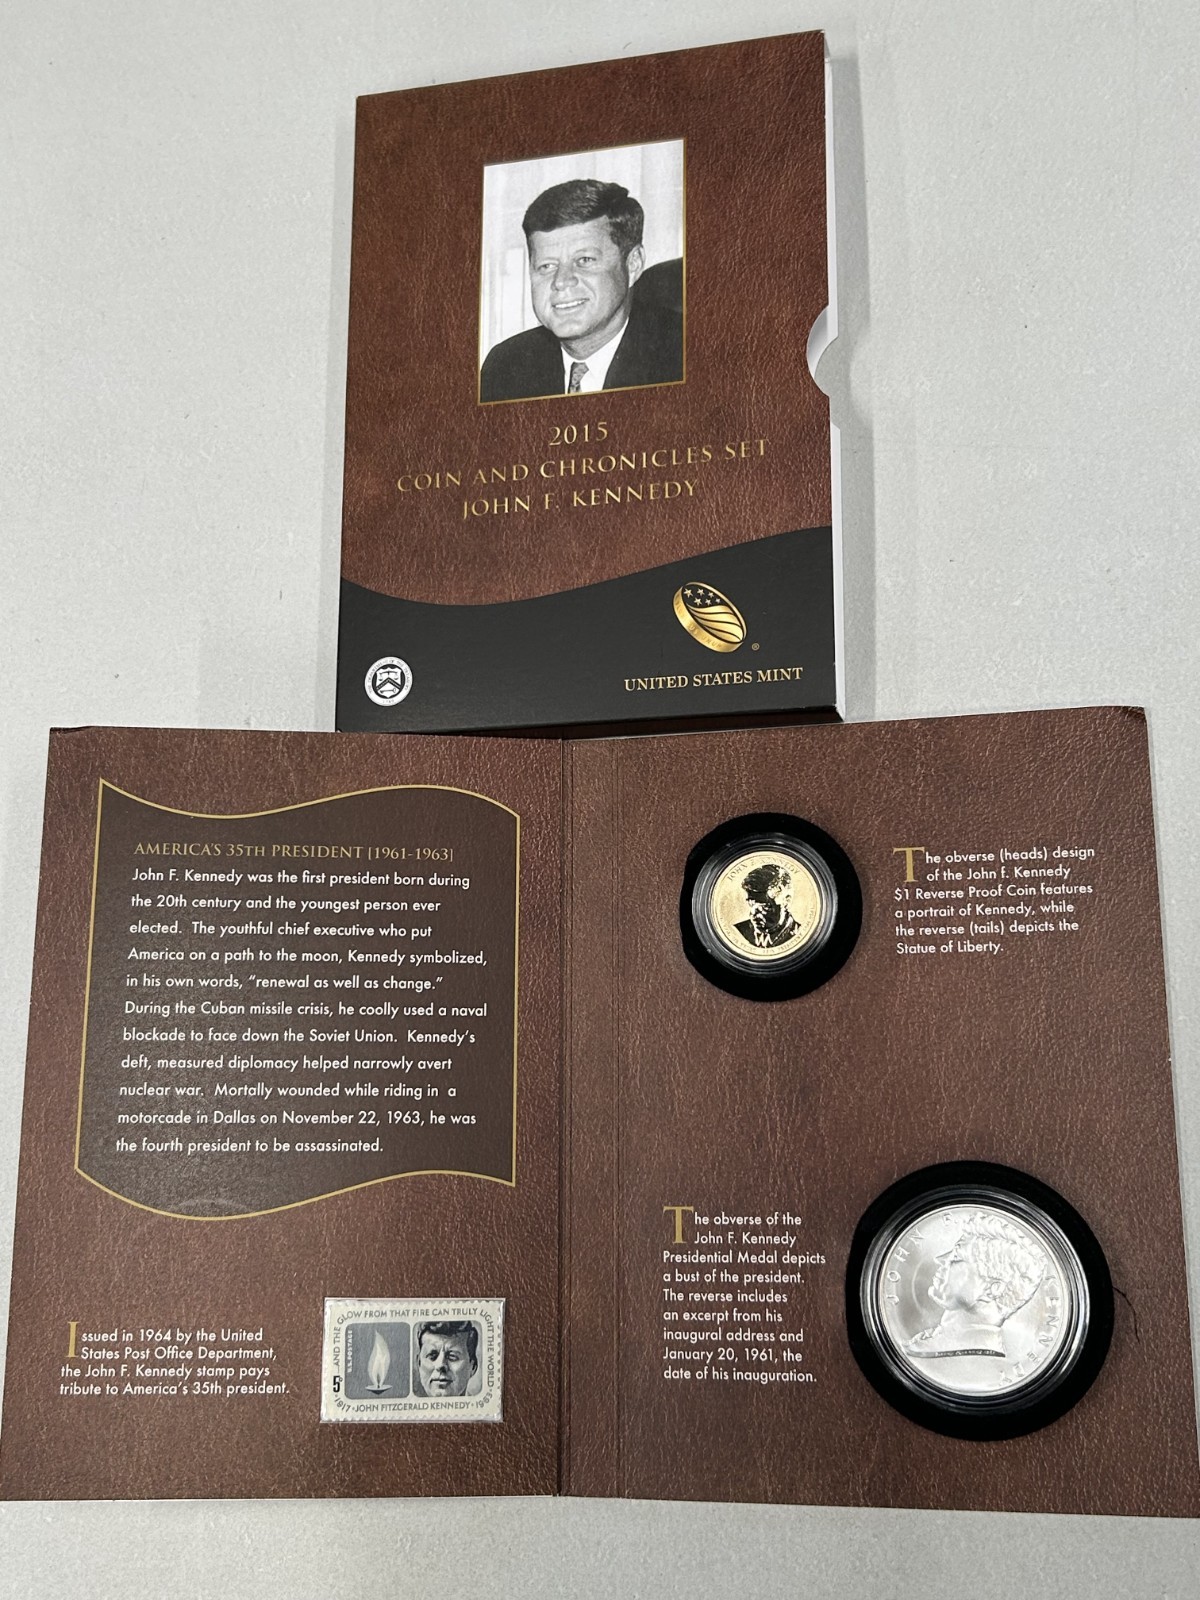 2015
COIN AND CHRONICLES SET
JOHN F. KENNEDY
UNITED STATES MINT
AMERICA'S 35TH PRESIDENT [1961-1963]
John F. Kennedy was the first president born during
the 20th century and the youngest person ever
elected. The youthful chief executive who put
America on a path to the moon, Kennedy symbolized,
in his own words, "renewal as well as change."
During the Cuban missile crisis, he coolly used a naval
blockade to face down the Soviet Union. Kennedy's
deft, measured diplomacy helped narrowly avert
nuclear war. Mortally wounded while riding in a
motorcade in Dallas on November 22, 1963, he was
the fourth president to be assassinated.
Issued in 1964 by the United
States Post Office Department,
the John F. Kennedy stamp pays
tribute to America's 35th president.
...AND THE GLOW FROM THAT FIRE CAN TRULY LIGHT THE WORLD
U.S. POSTAGE
5¢
1917·JOHN FITZGERALD KENNEDY·1963
JOHN F. KENNEDY
The obverse (heads) design
of the John F. Kennedy
$1 Reverse Proof Coin features
a portrait of Kennedy, while
the reverse (tails) depicts the
Statue of Liberty.
The obverse of the
John F. Kennedy
Presidential Medal depicts
a bust of the president.
The reverse includes
an excerpt from his
inaugural address and
January 20, 1961, the
date of his inauguration.
JOHN F. KENNEDY